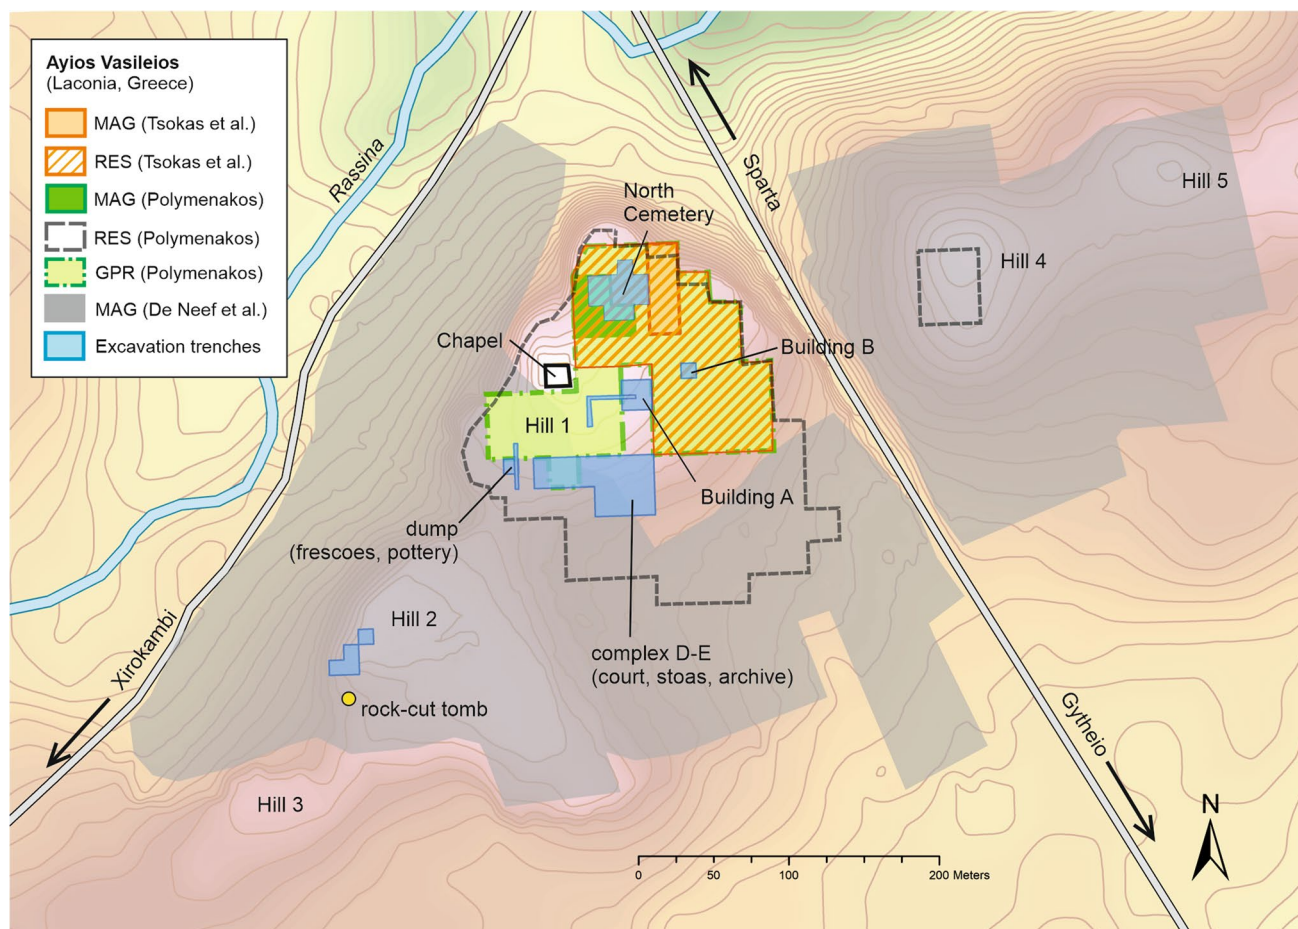 Ayios Vasileios
(Laconia, Greece)
MAG (Tsokas et al.)
RES (Tsokas et al.)
MAG (Polymenakos)
RES (Polymenakos)
GPR (Polymenakos)
MAG (De Neef et al.)
Excavation trenches
Rassina
Sparta
North
Cemetery
Hill 5
Hill 4
Chapel
Building B
Hill 1
Building A
dump
(frescoes, pottery)
Hill 2
complex D-E
(court, stoas, archive)
Xirokambi
rock-cut tomb
Gytheio
Hill 3
N
0 50 100 200 Meters